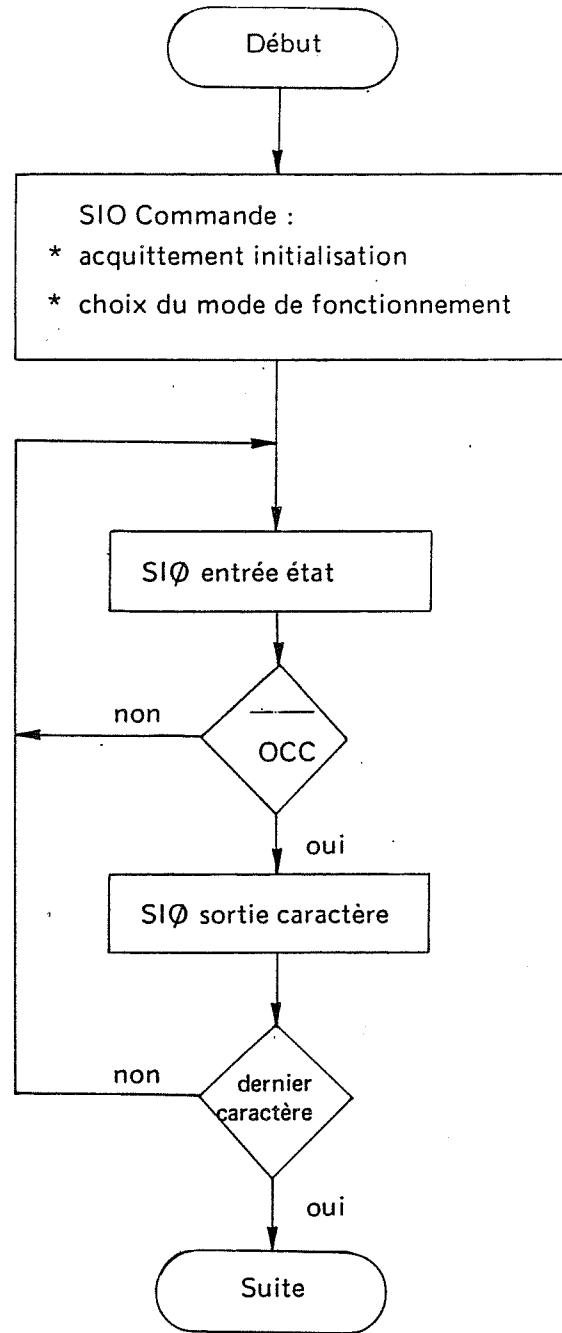 Début
SIO Commande :
* acquittement initialisation
* choix du mode de fonctionnement
SIØ entrée état
non
OCC
oui
SIØ sortie caractère
non
dernier
caractère
oui
Suite